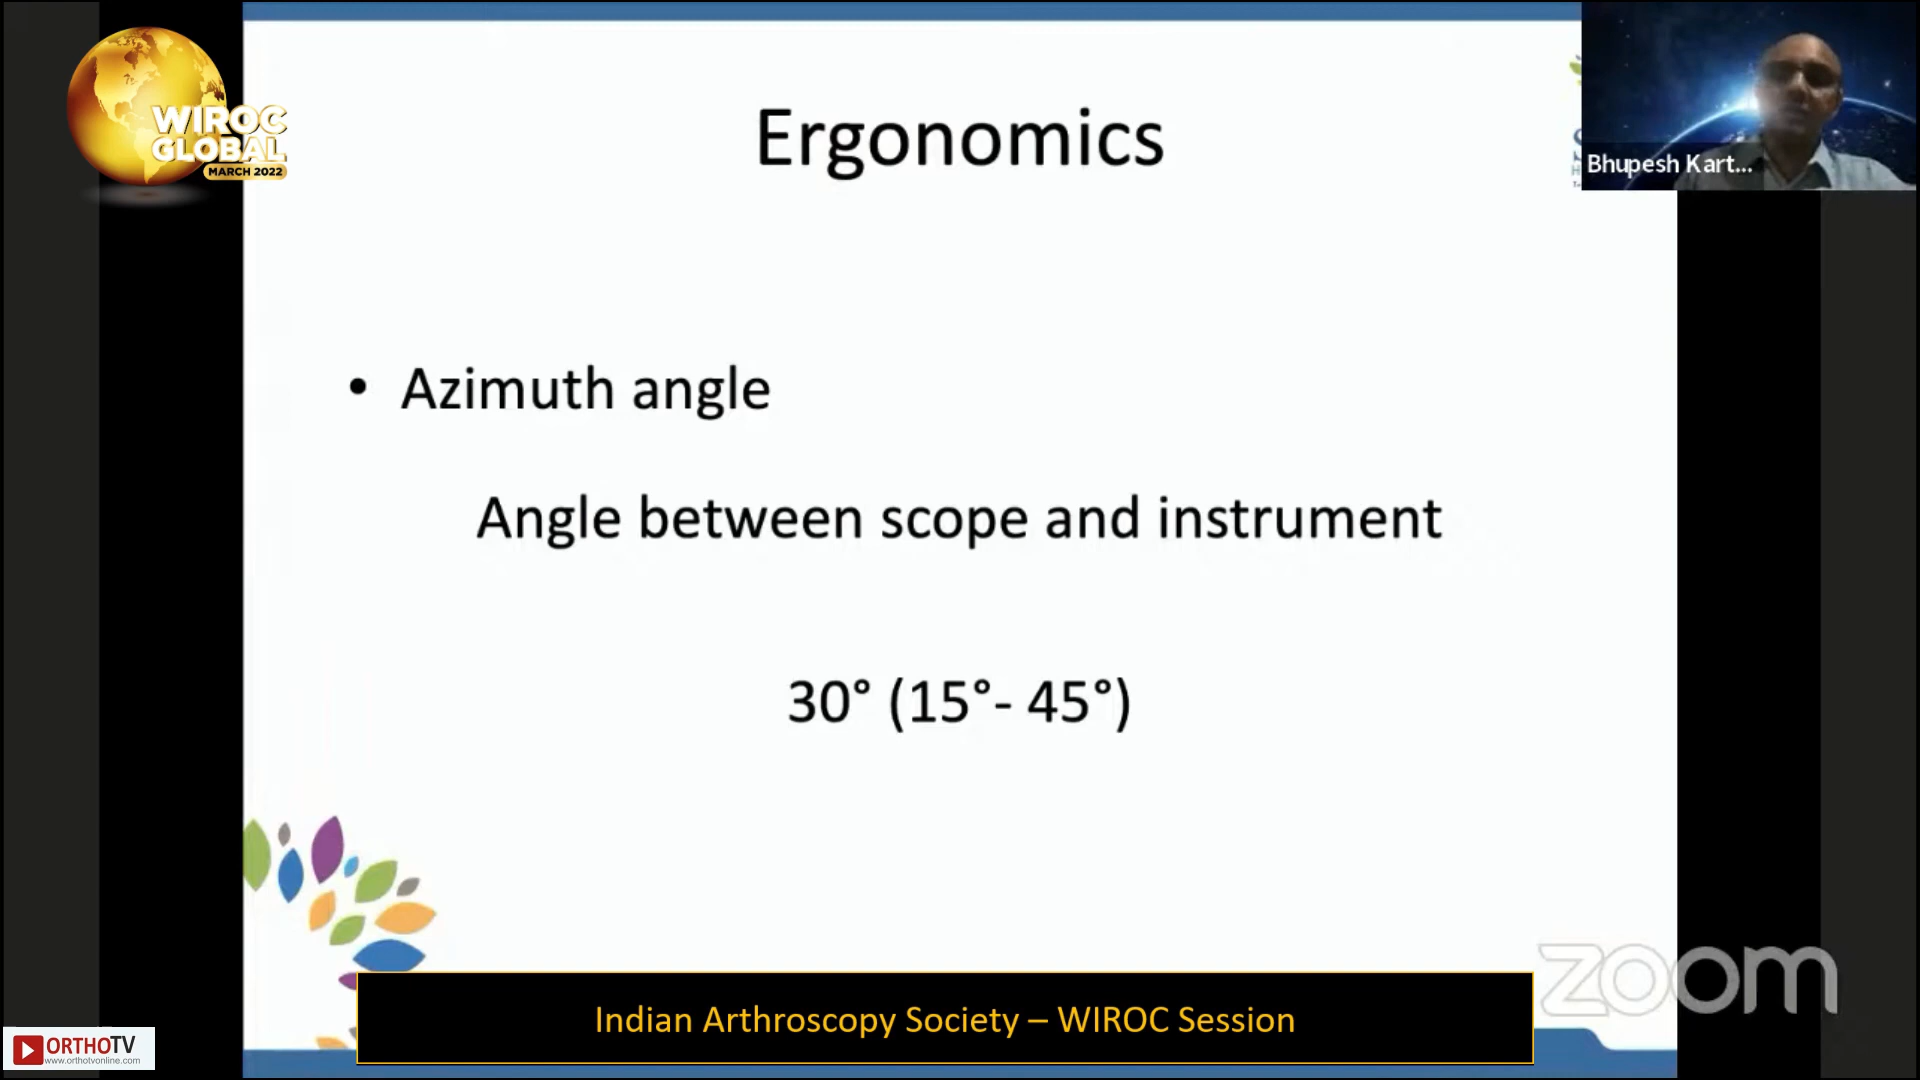 WIROC
GLOBAL
MARCH 2022
Ergonomics
Bhupesh Kart...
• Azimuth angle
Angle between scope and instrument
30° (15°- 45°)
zoom
Indian Arthroscopy Society – WIROC Session
ORTHOTV
www.orthotvonline.com